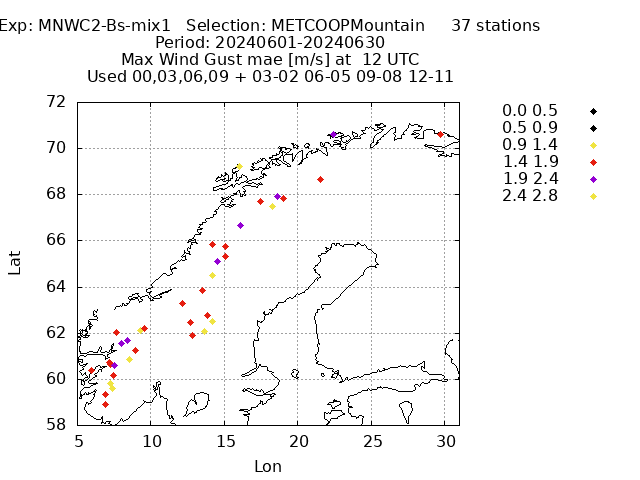 Exp: MNWC2-Bs-mix1 Selection: METCOOPMountain 37 stations
Period: 20240601-20240630
Max Wind Gust mae [m/s] at 12 UTC
Used 00,03,06,09 + 03-02 06-05 09-08 12-11
0.0 0.5
0.5 0.9
0.9 1.4
1.4 1.9
1.9 2.4
2.4 2.8
72
70
68
66
64
62
60
58
Lat
5 10 15 20 25 30
Lon